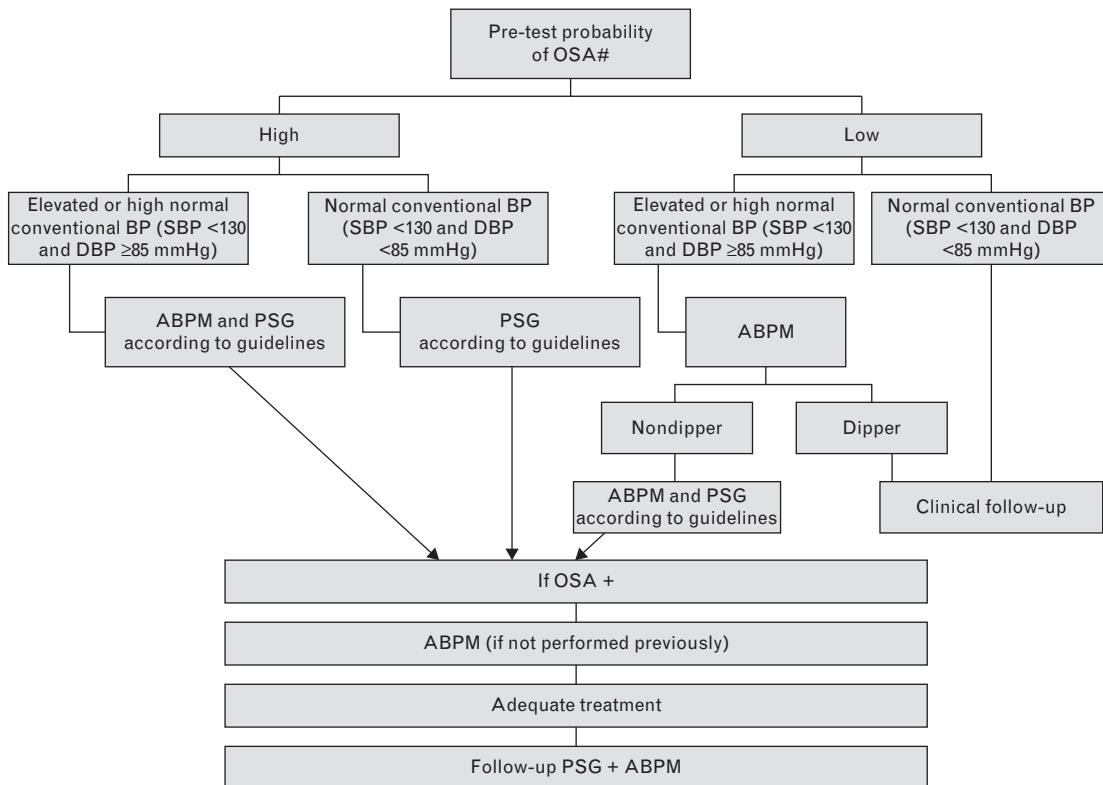 Pre-test probability
of OSA#
High
Low
Elevated or high normal
conventional BP (SBP <130
and DBP ≥85 mmHg)
Normal conventional BP
(SBP <130 and DBP
<85 mmHg)
Elevated or high normal
conventional BP (SBP <130
and DBP ≥85 mmHg)
Normal conventional BP
(SBP <130 and DBP
<85 mmHg)
ABPM and PSG
according to guidelines
PSG
according to guidelines
ABPM
Nondipper
Dipper
ABPM and PSG
according to guidelines
Clinical follow-up
If OSA +
ABPM (if not performed previously)
Adequate treatment
Follow-up PSG + ABPM